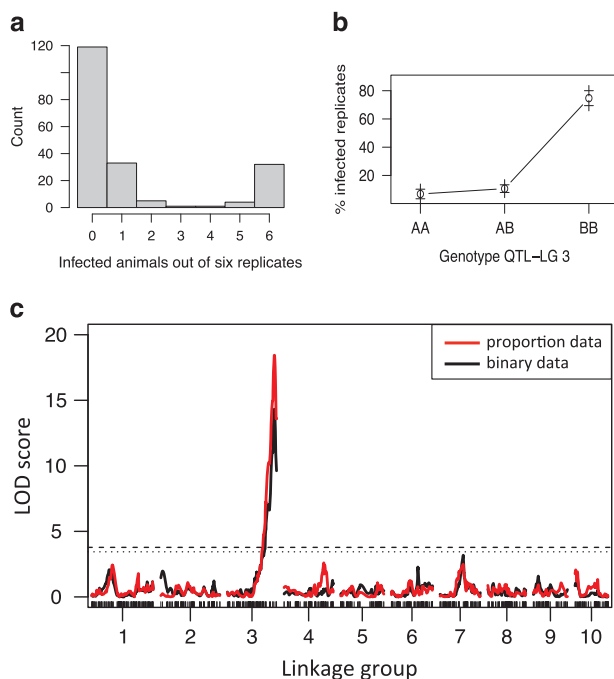 a
120
80
60
40
20
0
Count
0 1 2 3 4 5 6
Infected animals out of six replicates
b
80
60
40
20
% infected replicates
AA AB BB
Genotype QTL–LG 3
c
20
15
10
5
0
LOD score
proportion data
binary data
1 2 3 4 5 6 7 8 9 10
Linkage group